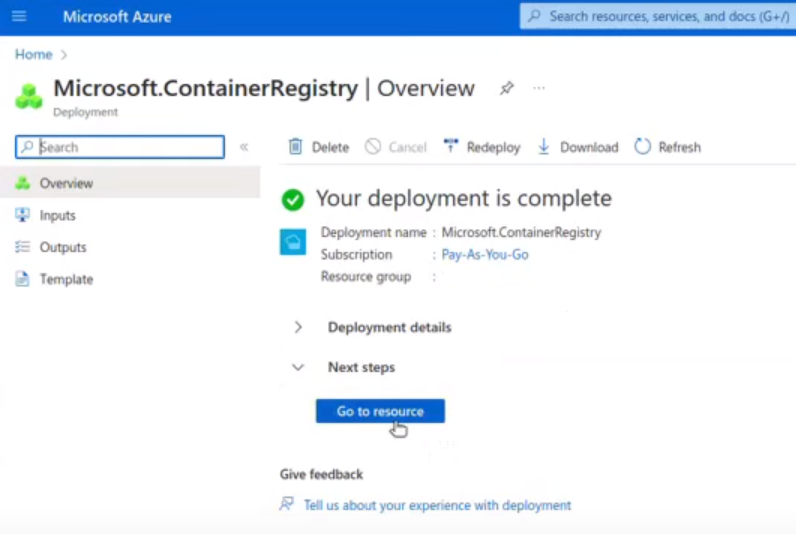 Microsoft Azure
Search resources, services, and docs (G+/)
Home >
Microsoft.ContainerRegistry | Overview
Deployment
Search
«
Delete Cancel Redeploy Download Refresh
Overview
Inputs
Outputs
Template
Your deployment is complete
Deployment name : Microsoft.ContainerRegistry
Subscription : Pay-As-You-Go
Resource group :
Deployment details
Next steps
Go to resource
Give feedback
Tell us about your experience with deployment